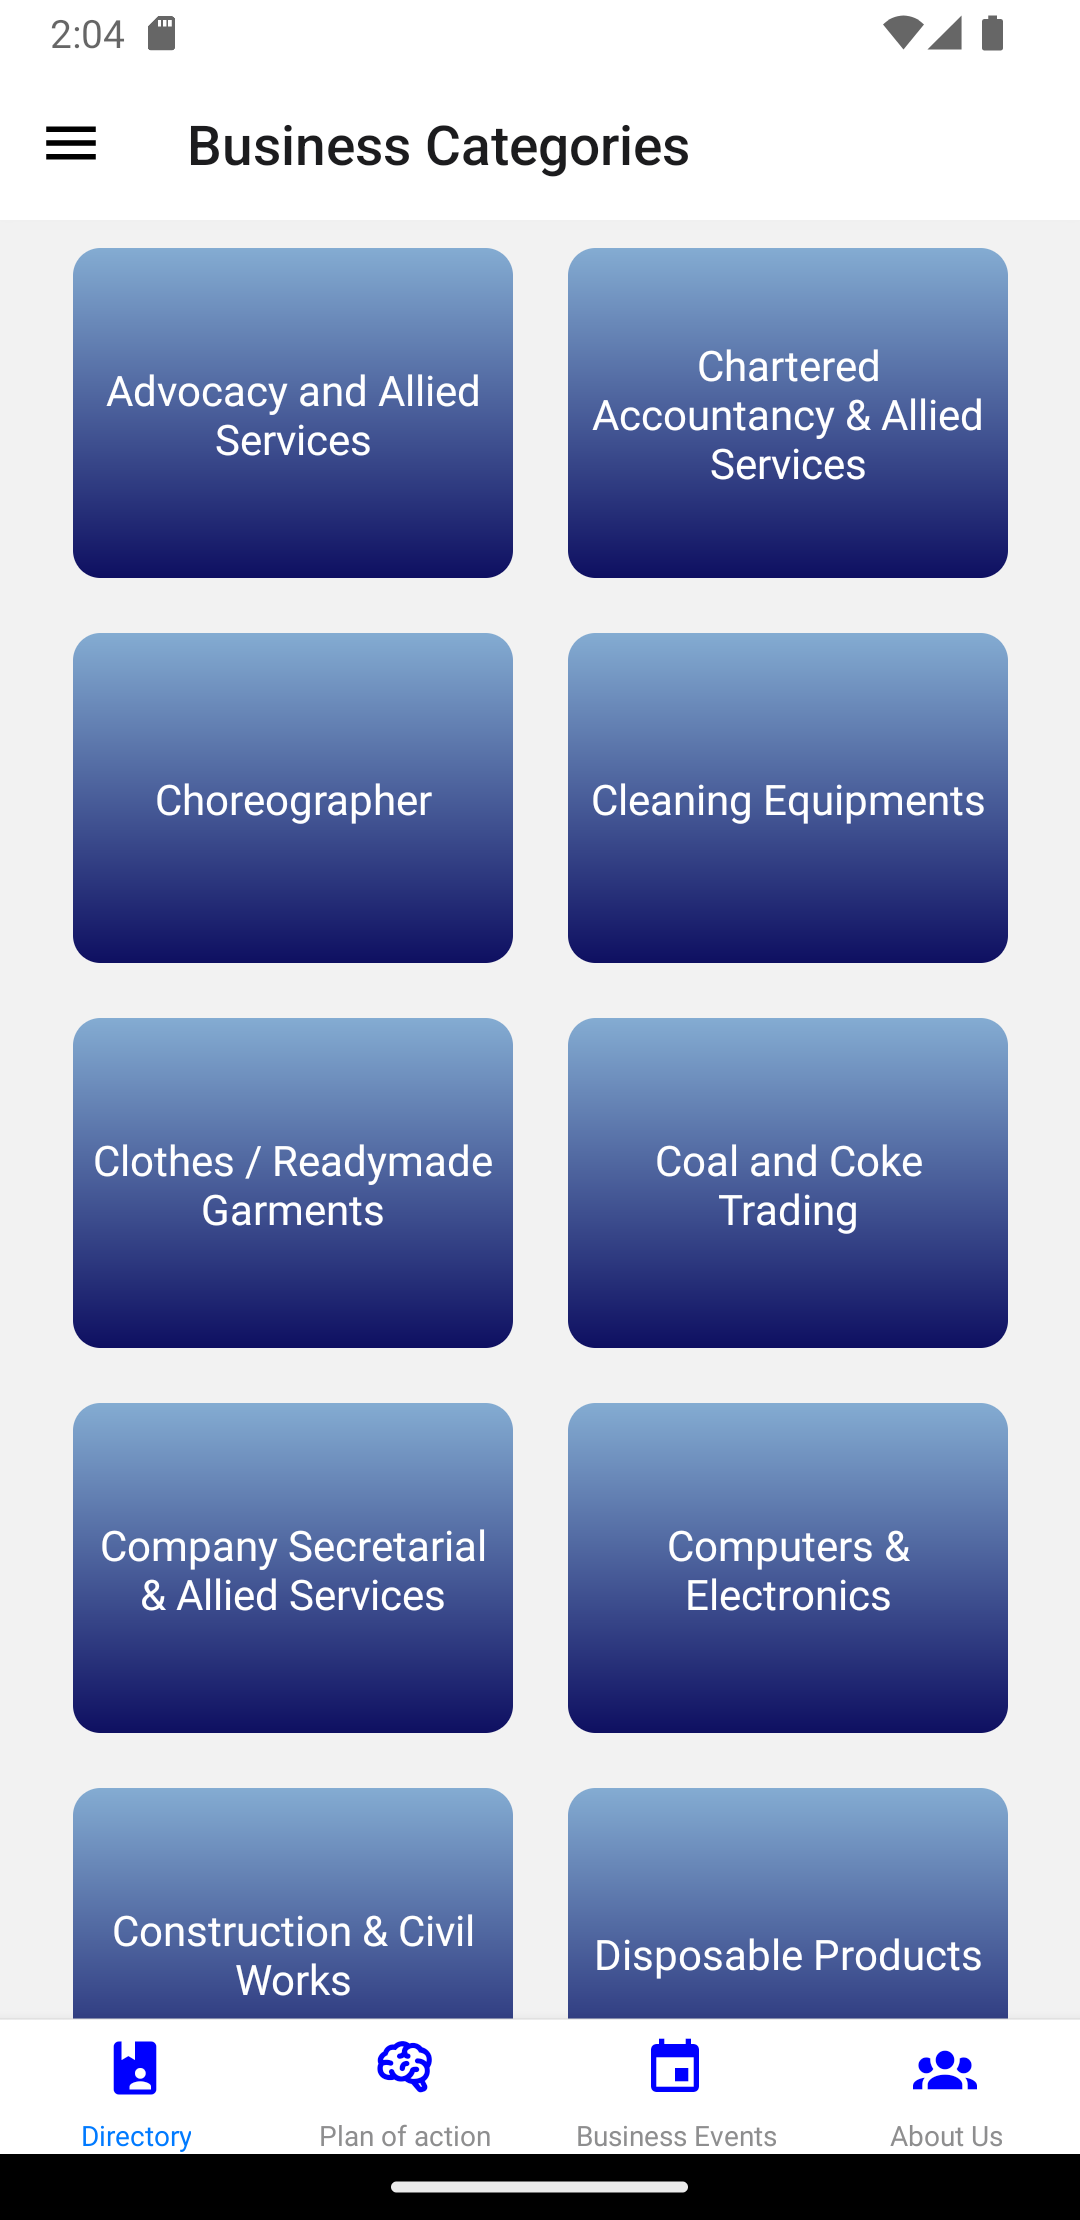 2:04
Business Categories
Advocacy and Allied
Services
Chartered
Accountancy & Allied
Services
Choreographer
Cleaning Equipments
Clothes / Readymade
Garments
Coal and Coke
Trading
Company Secretarial
& Allied Services
Computers &
Electronics
Construction & Civil
Works
Disposable Products
Directory
Plan of action
Business Events
About Us